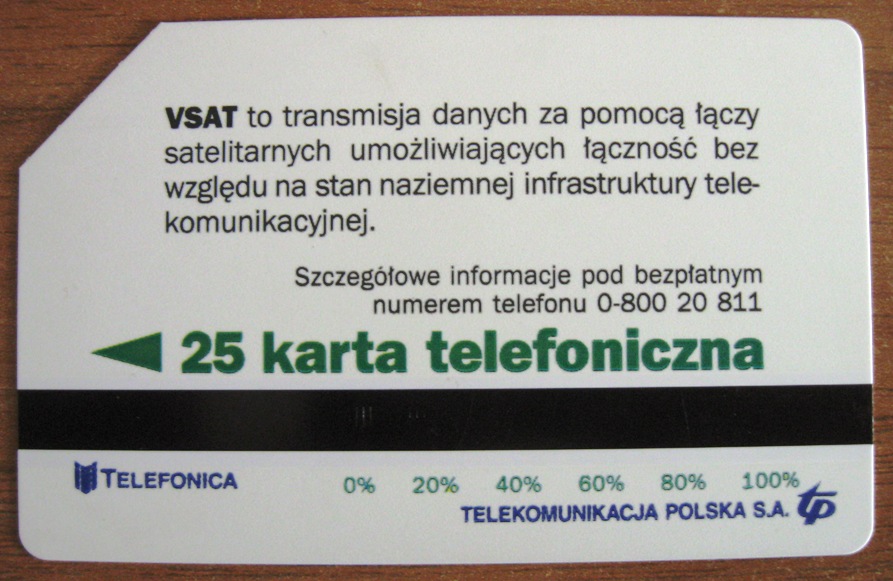 VSAT to transmisja danych za pomocą łączy
satelitarnych umożliwiających łączność bez
względu na stan naziemnej infrastruktury tele-
komunikacyjnej.
Szczegółowe informacje pod bezpłatnym
numerem telefonu 0-800 20 811
25 karta telefoniczna
TELEFONICA
0% 20% 40% 60% 80% 100%
TELEKOMUNIKACJA POLSKA S.A. tp